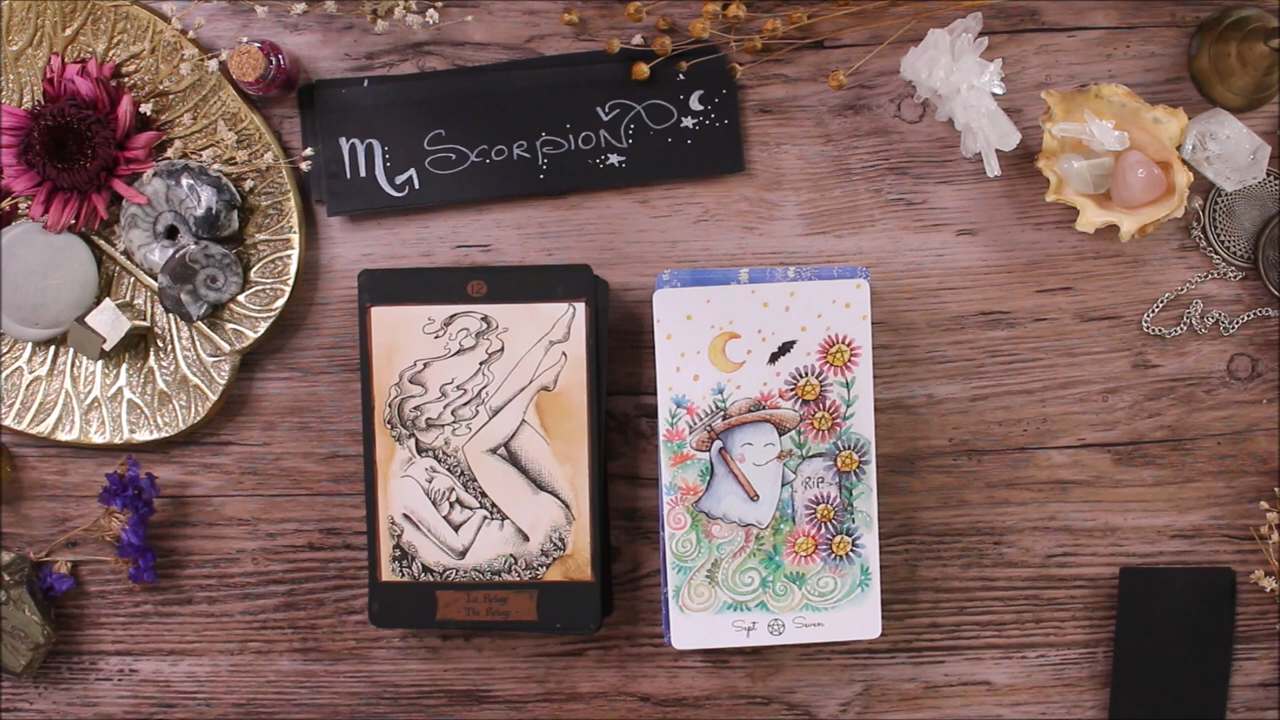 ♏ Scorpion
12
Le Refuge
- The Refuge -
RIP
Sept Seven